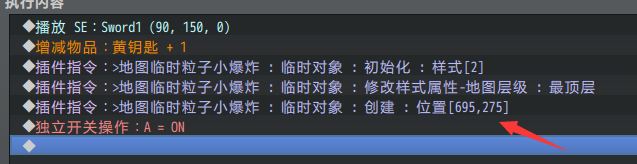 执行内容
◆播放 SE：Sword1 (90, 150, 0)
◆增减物品：黄钥匙 + 1
◆插件指令：>地图临时粒子小爆炸 : 临时对象 : 初始化 : 样式[2]
◆插件指令：>地图临时粒子小爆炸 : 临时对象 : 修改样式属性-地图层级 : 最顶层
◆插件指令：>地图临时粒子小爆炸 : 临时对象 : 创建 : 位置[695,275]
◆独立开关操作：A = ON
◆